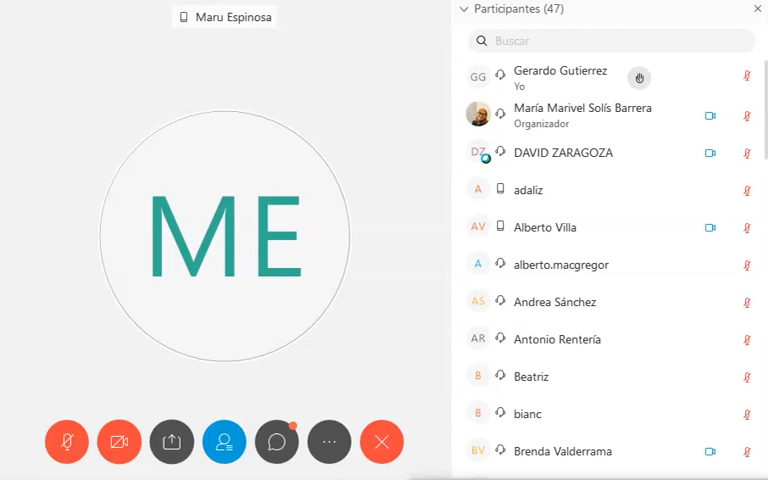 Maru Espinosa
ME
Participantes (47)
Buscar
GG Gerardo Gutierrez
Yo
María Marivel Solís Barrera
Organizador
DZ DAVID ZARAGOZA
A adaliz
AV Alberto Villa
A alberto.macgregor
AS Andrea Sánchez
AR Antonio Rentería
B Beatriz
B bianc
BV Brenda Valderrama